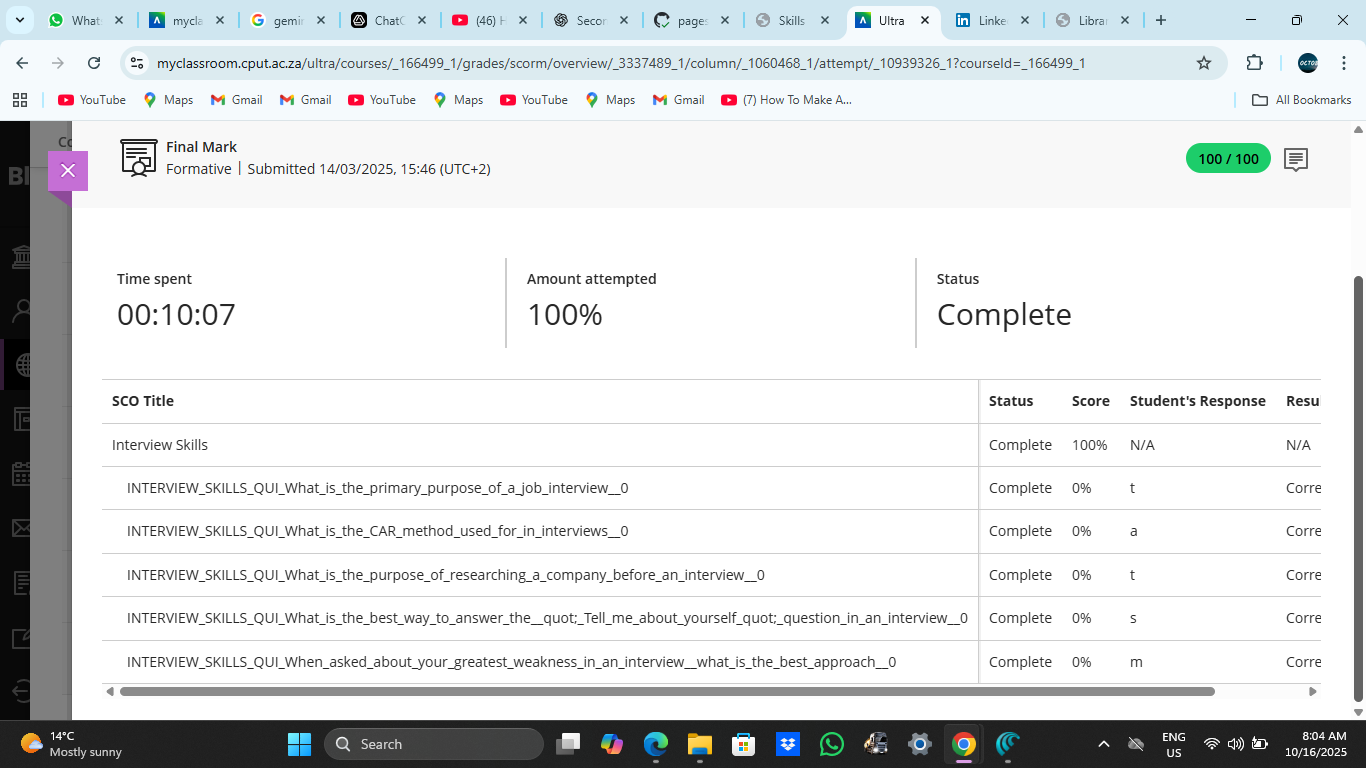 Whats
mycla
gemin
ChatG
(46) H
Secon
pages
Skills
Ultra
Linke
Librar
myclassroom.cput.ac.za/ultra/courses/_166499_1/grades/scorm/overview/_3337489_1/column/_1060468_1/attempt/_10939326_1?courseId=_166499_1
YouTube Maps Gmail Gmail YouTube Maps YouTube Maps Gmail (7) How To Make A... All Bookmarks
Final Mark
Formative | Submitted 14/03/2025, 15:46 (UTC+2)
100 / 100
Time spent
00:10:07
Amount attempted
100%
Status
Complete
SCO Title Status Score Student's Response Resu
Interview Skills Complete 100% N/A N/A
INTERVIEW_SKILLS_QUI_What_is_the_primary_purpose_of_a_job_interview__0 Complete 0% t Corre
INTERVIEW_SKILLS_QUI_What_is_the_CAR_method_used_for_in_interviews__0 Complete 0% a Corre
INTERVIEW_SKILLS_QUI_What_is_the_purpose_of_researching_a_company_before_an_interview__0 Complete 0% t Corre
INTERVIEW_SKILLS_QUI_What_is_the_best_way_to_answer_the__quot;_Tell_me_about_yourself_quot;_question_in_an_interview__0 Complete 0% s Corre
INTERVIEW_SKILLS_QUI_When_asked_about_your_greatest_weakness_in_an_interview__what_is_the_best_approach__0 Complete 0% m Corre
14°C
Mostly sunny
Search
ENG
US
8:04 AM
10/16/2025